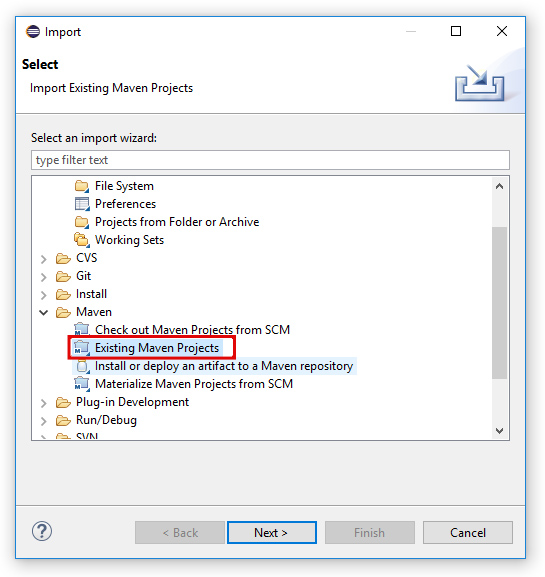 Import
Select
Import Existing Maven Projects
Select an import wizard:
type filter text
File System
Preferences
Projects from Folder or Archive
Working Sets
CVS
Git
Install
Maven
Check out Maven Projects from SCM
Existing Maven Projects
Install or deploy an artifact to a Maven repository
Materialize Maven Projects from SCM
Plug-in Development
Run/Debug
SVN
? < Back Next > Finish Cancel